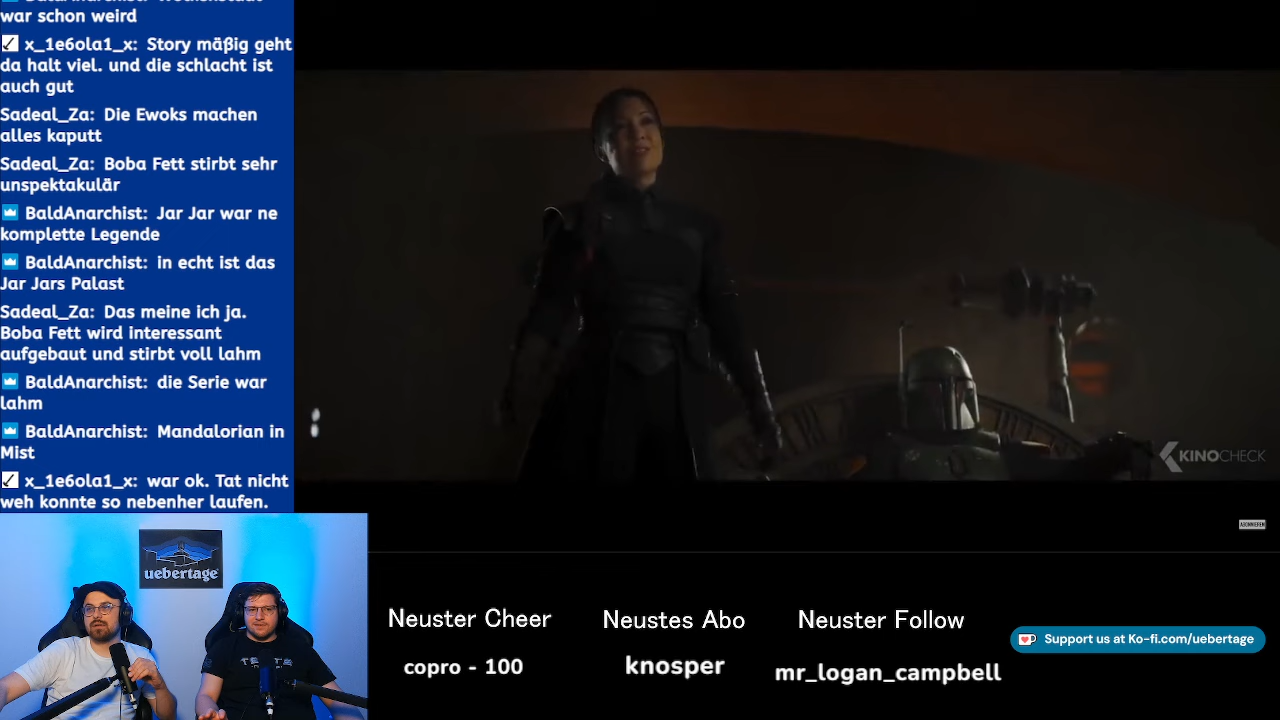 war schon weird
x_1e6ola1_x: Story mäßig geht
da halt viel. und die schlacht ist
auch gut
Sadeal_Za: Die Ewoks machen
alles kaputt
Sadeal_Za: Boba Fett stirbt sehr
unspektakulär
BaldAnarchist: Jar Jar war ne
komplette Legende
BaldAnarchist: in echt ist das
Jar Jars Palast
Sadeal_Za: Das meine ich ja.
Boba Fett wird interessant
aufgebaut und stirbt voll lahm
BaldAnarchist: die Serie war
lahm
BaldAnarchist: Mandalorian in
Mist
x_1e6ola1_x: war ok. Tat nicht
weh konnte so nebenher laufen.
KINOCHECK
ABONNIEREN
uebertage
Neuster Cheer
copro - 100
Neustes Abo
knosper
Neuster Follow
mr_logan_campbell
Support us at Ko-fi.com/uebertage